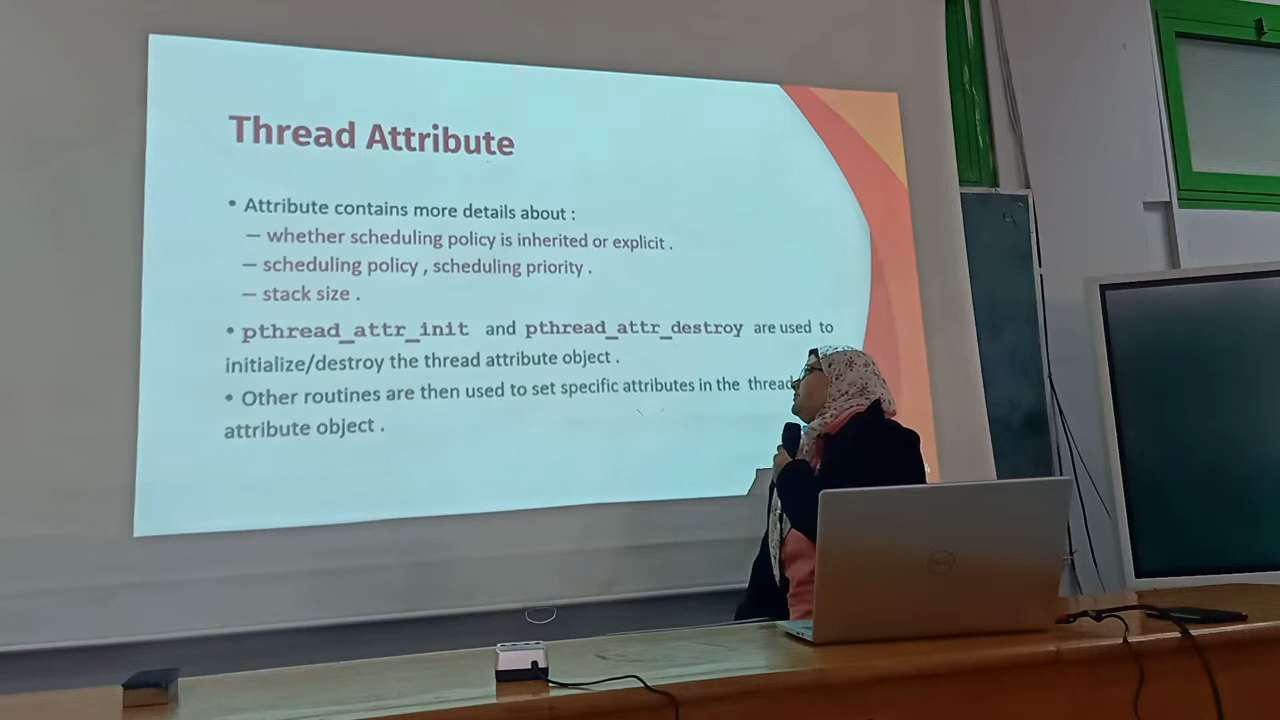 Thread Attribute
• Attribute contains more details about :
– whether scheduling policy is inherited or explicit .
– scheduling policy , scheduling priority .
– stack size .
• pthread_attr_init and pthread_attr_destroy are used to
initialize/destroy the thread attribute object .
• Other routines are then used to set specific attributes in the thread
attribute object .
DELL